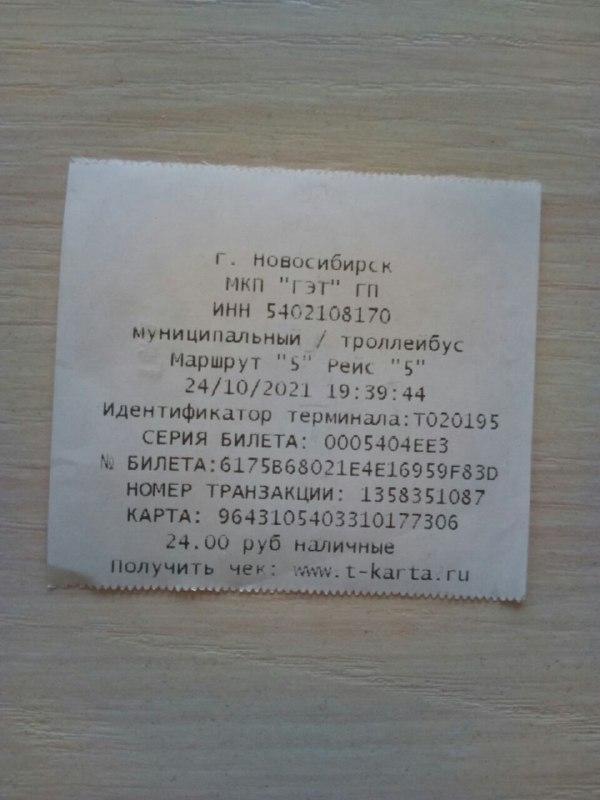 г. Новосибирск
МКП "ГЭТ" ГП
ИНН 5402108170
муниципальный / троллейбус
Маршрут "5" Рейс "5"
24/10/2021 19:39:44
Идентификатор терминала:T020195
СЕРИЯ БИЛЕТА: 0005404EE3
№ БИЛЕТА:6175B68021E4E16959F83D
НОМЕР ТРАНЗАКЦИИ: 1358351087
КАРТА: 9643105403310177306
24.00 руб наличные
Получить чек: www.t-karta.ru